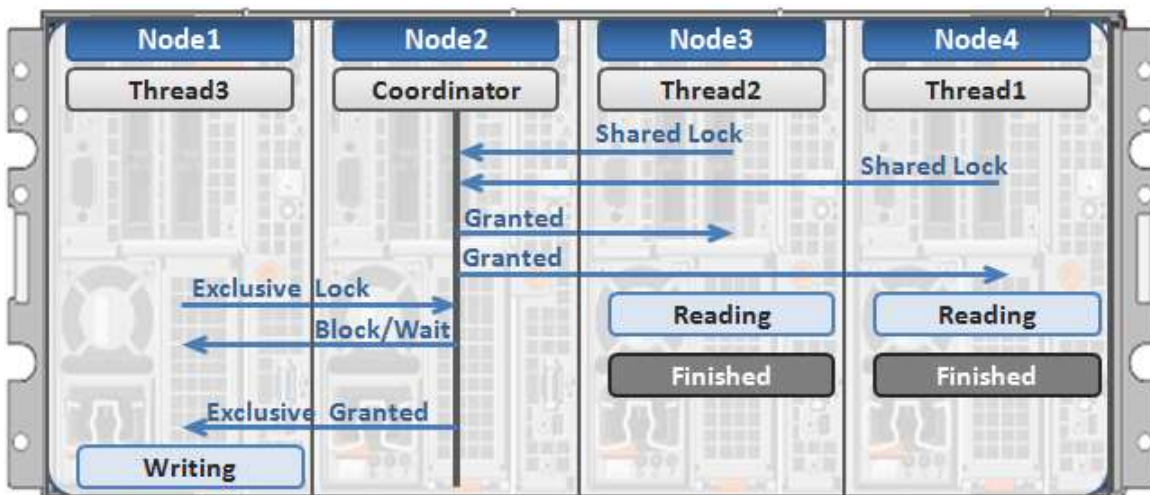 Node1 Node2 Node3 Node4
Thread3 Coordinator Thread2 Thread1
Shared Lock
Shared Lock
Granted
Granted
Exclusive Lock
Reading Reading
Block/Wait
Finished Finished
Exclusive Granted
Writing